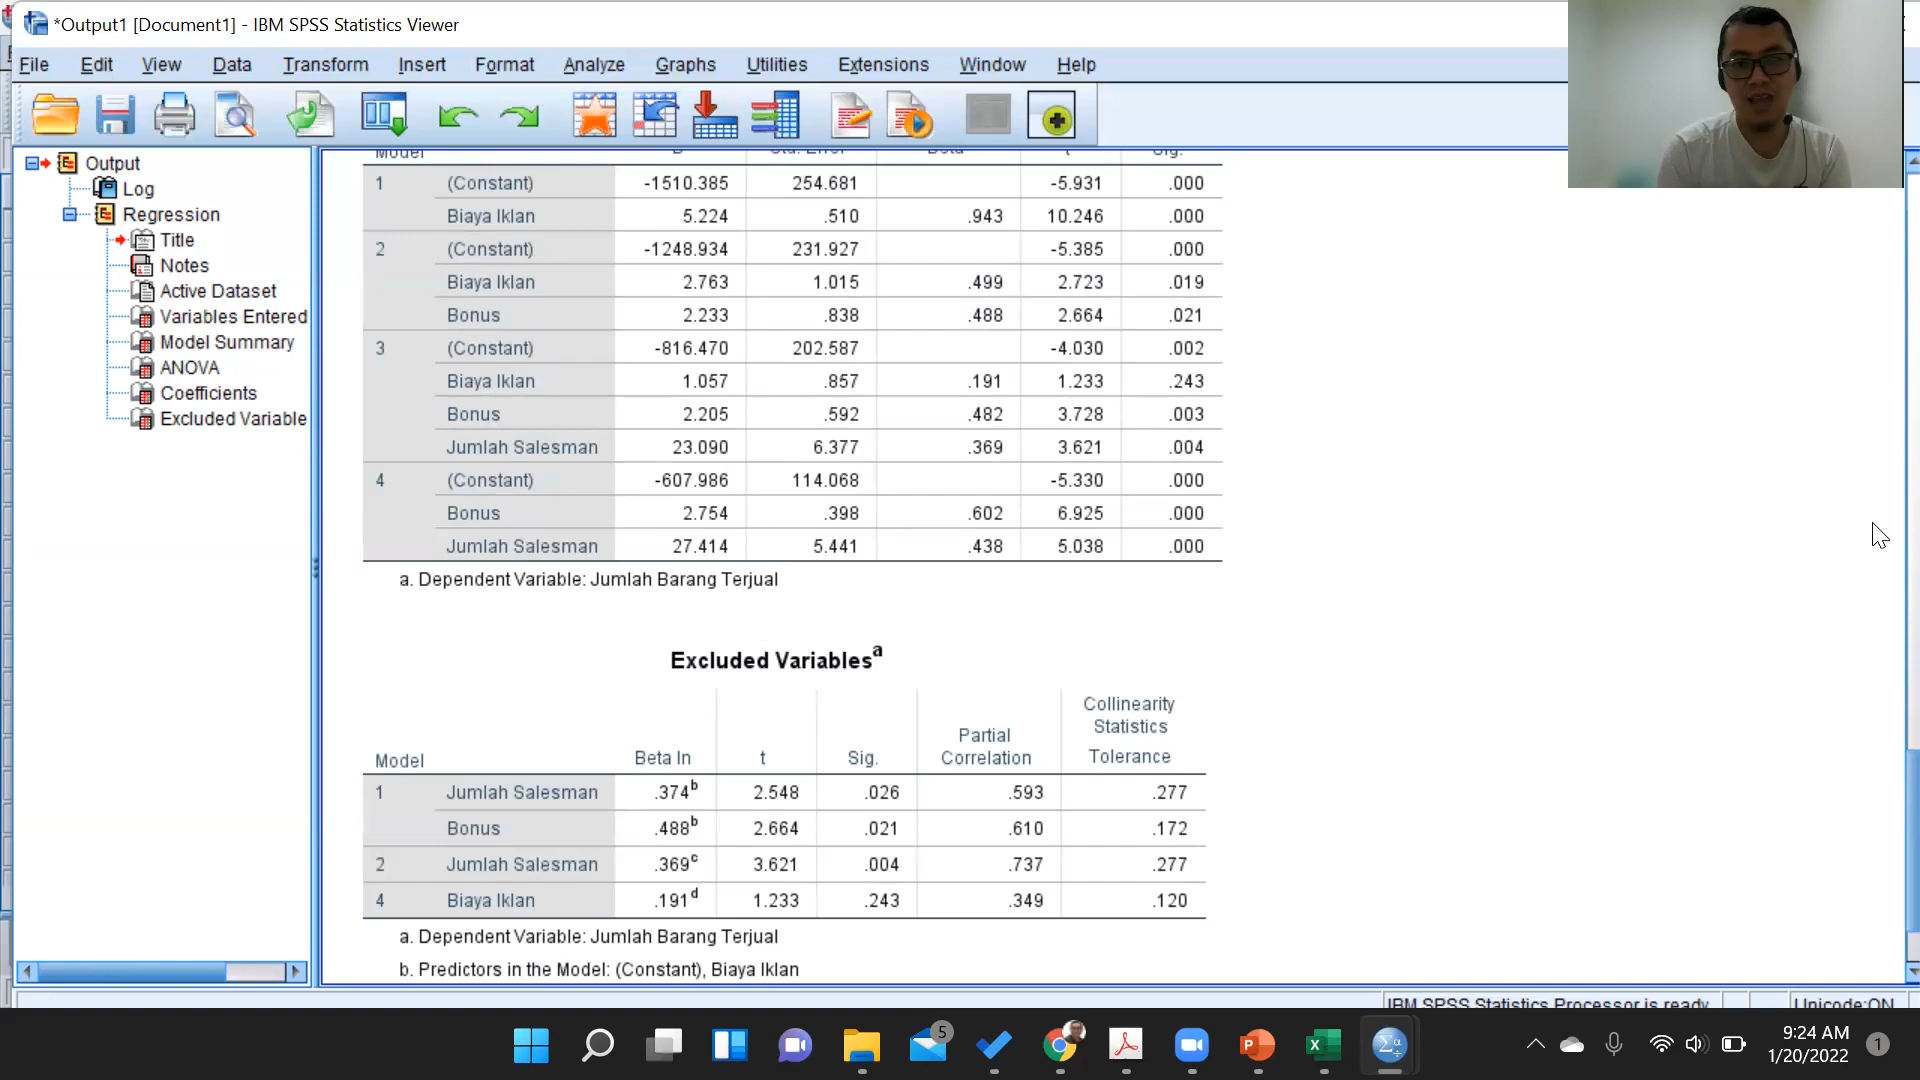 *Output1 [Document1] - IBM SPSS Statistics Viewer
File Edit View Data Transform Insert Format Analyze Graphs Utilities Extensions Window Help
Output
Log
Regression
Title
Notes
Active Dataset
Variables Entered
Model Summary
ANOVA
Coefficients
Excluded Variable
Model B Std. Error Beta t Sig.
1 (Constant) -1510.385 254.681 -5.931 .000
Biaya Iklan 5.224 .510 .943 10.246 .000
2 (Constant) -1248.934 231.927 -5.385 .000
Biaya Iklan 2.763 1.015 .499 2.723 .019
Bonus 2.233 .838 .488 2.664 .021
3 (Constant) -816.470 202.587 -4.030 .002
Biaya Iklan 1.057 .857 .191 1.233 .243
Bonus 2.205 .592 .482 3.728 .003
Jumlah Salesman 23.090 6.377 .369 3.621 .004
4 (Constant) -607.986 114.068 -5.330 .000
Bonus 2.754 .398 .602 6.925 .000
Jumlah Salesman 27.414 5.441 .438 5.038 .000
a. Dependent Variable: Jumlah Barang Terjual
Excluded Variables a
Collinearity
Statistics
Partial
Model Beta In t Sig. Correlation Tolerance
1 Jumlah Salesman .374 b 2.548 .026 .593 .277
Bonus .488 b 2.664 .021 .610 .172
2 Jumlah Salesman .369 c 3.621 .004 .737 .277
4 Biaya Iklan .191 d 1.233 .243 .349 .120
a. Dependent Variable: Jumlah Barang Terjual
b. Predictors in the Model: (Constant), Biaya Iklan
IBM SPSS Statistics Processor is ready Unicode:ON
5
9:24 AM
1/20/2022
1